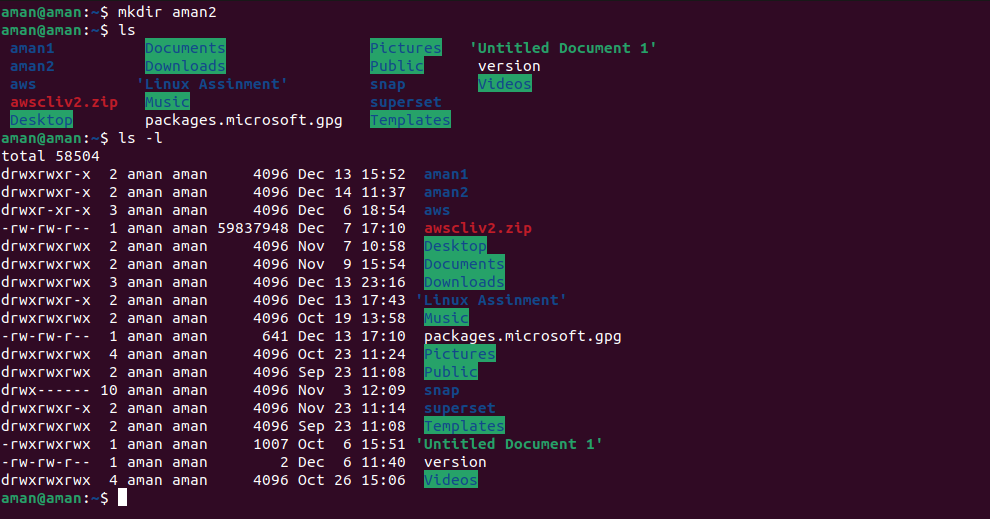 aman@aman:~$ mkdir aman2
aman@aman:~$ ls
aman1 Documents Pictures 'Untitled Document 1'
aman2 Downloads Public version
aws 'Linux Assinment' snap Videos
awscliv2.zip Music superset
Desktop packages.microsoft.gpg Templates
aman@aman:~$ ls -l
total 58504
drwxrwxr-x 2 aman aman 4096 Dec 13 15:52 aman1
drwxrwxr-x 2 aman aman 4096 Dec 14 11:37 aman2
drwxr-xr-x 3 aman aman 4096 Dec 6 18:54 aws
-rw-rw-r-- 1 aman aman 59837948 Dec 7 17:10 awscliv2.zip
drwxrwxrwx 2 aman aman 4096 Nov 7 10:58 Desktop
drwxrwxrwx 2 aman aman 4096 Nov 9 15:54 Documents
drwxrwxrwx 3 aman aman 4096 Dec 13 23:16 Downloads
drwxrwxr-x 2 aman aman 4096 Dec 13 17:43 'Linux Assinment'
drwxrwxrwx 2 aman aman 4096 Oct 19 13:58 Music
-rw-rw-r-- 1 aman aman 641 Dec 13 17:10 packages.microsoft.gpg
drwxrwxrwx 4 aman aman 4096 Oct 23 11:24 Pictures
drwxrwxrwx 2 aman aman 4096 Sep 23 11:08 Public
drwx------ 10 aman aman 4096 Nov 3 12:09 snap
drwxrwxr-x 2 aman aman 4096 Nov 23 11:14 superset
drwxrwxrwx 2 aman aman 4096 Sep 23 11:08 Templates
-rwxrwxrwx 1 aman aman 1007 Oct 6 15:51 'Untitled Document 1'
-rw-rw-r-- 1 aman aman 2 Dec 6 11:40 version
drwxrwxrwx 4 aman aman 4096 Oct 26 15:06 Videos
aman@aman:~$